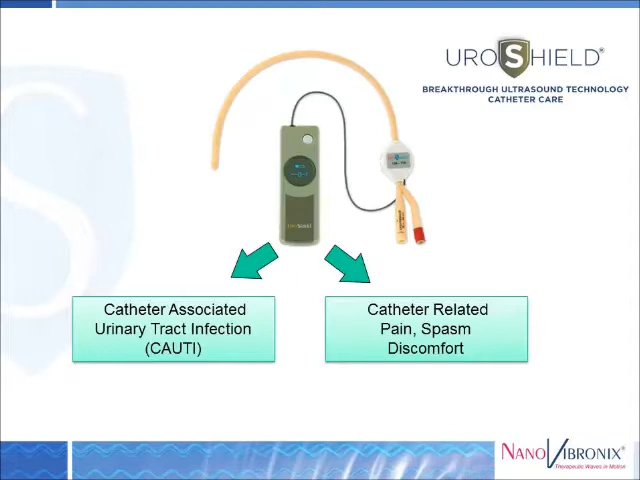 UROSHIELD®
BREAKTHROUGH ULTRASOUND TECHNOLOGY
CATHETER CARE
UROSHIELD
Catheter Associated
Urinary Tract Infection
(CAUTI)
Catheter Related
Pain, Spasm
Discomfort
NANOVIBRONIX®
Therapeutic Waves in Motion